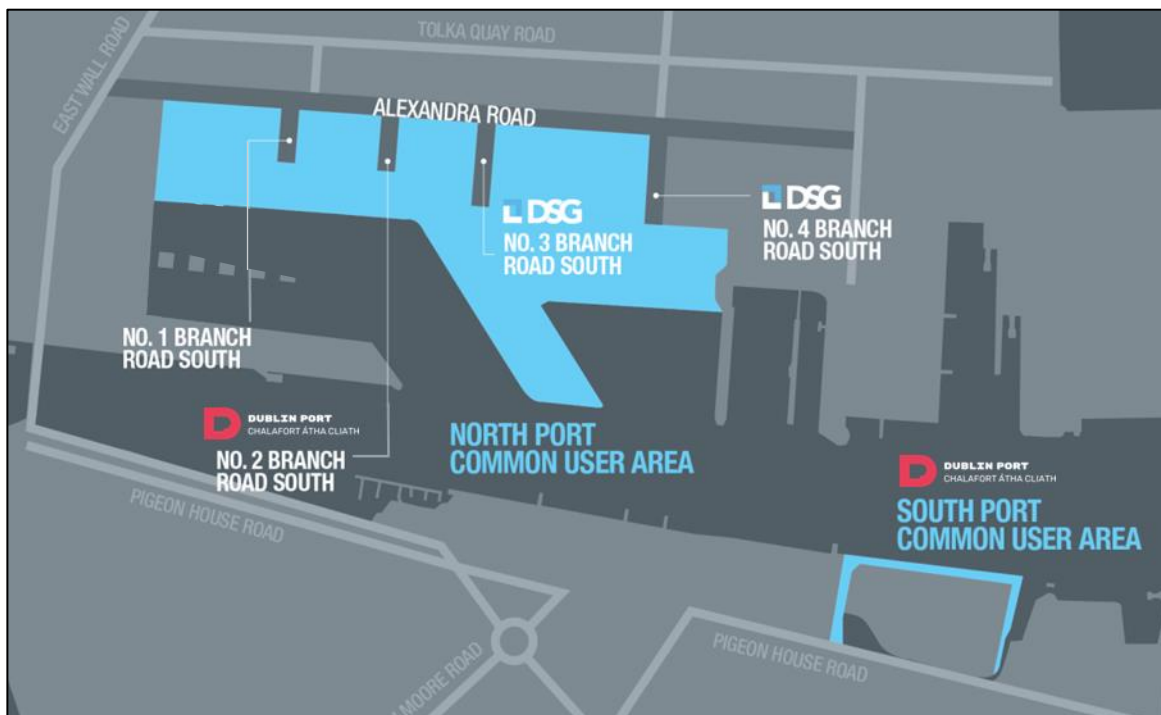 TOLKA QUAY ROAD
EAST WALL ROAD
ALEXANDRA ROAD
DSG
NO. 3 BRANCH
ROAD SOUTH
DSG
NO. 4 BRANCH
ROAD SOUTH
NO. 1 BRANCH
ROAD SOUTH
DUBLIN PORT
CHALAFORT ÁTHA CLIATH
NO. 2 BRANCH
ROAD SOUTH
NORTH PORT
COMMON USER AREA
DUBLIN PORT
CHALAFORT ÁTHA CLIATH
SOUTH PORT
COMMON USER AREA
PIGEON HOUSE ROAD
MOORE ROAD
PIGEON HOUSE ROAD